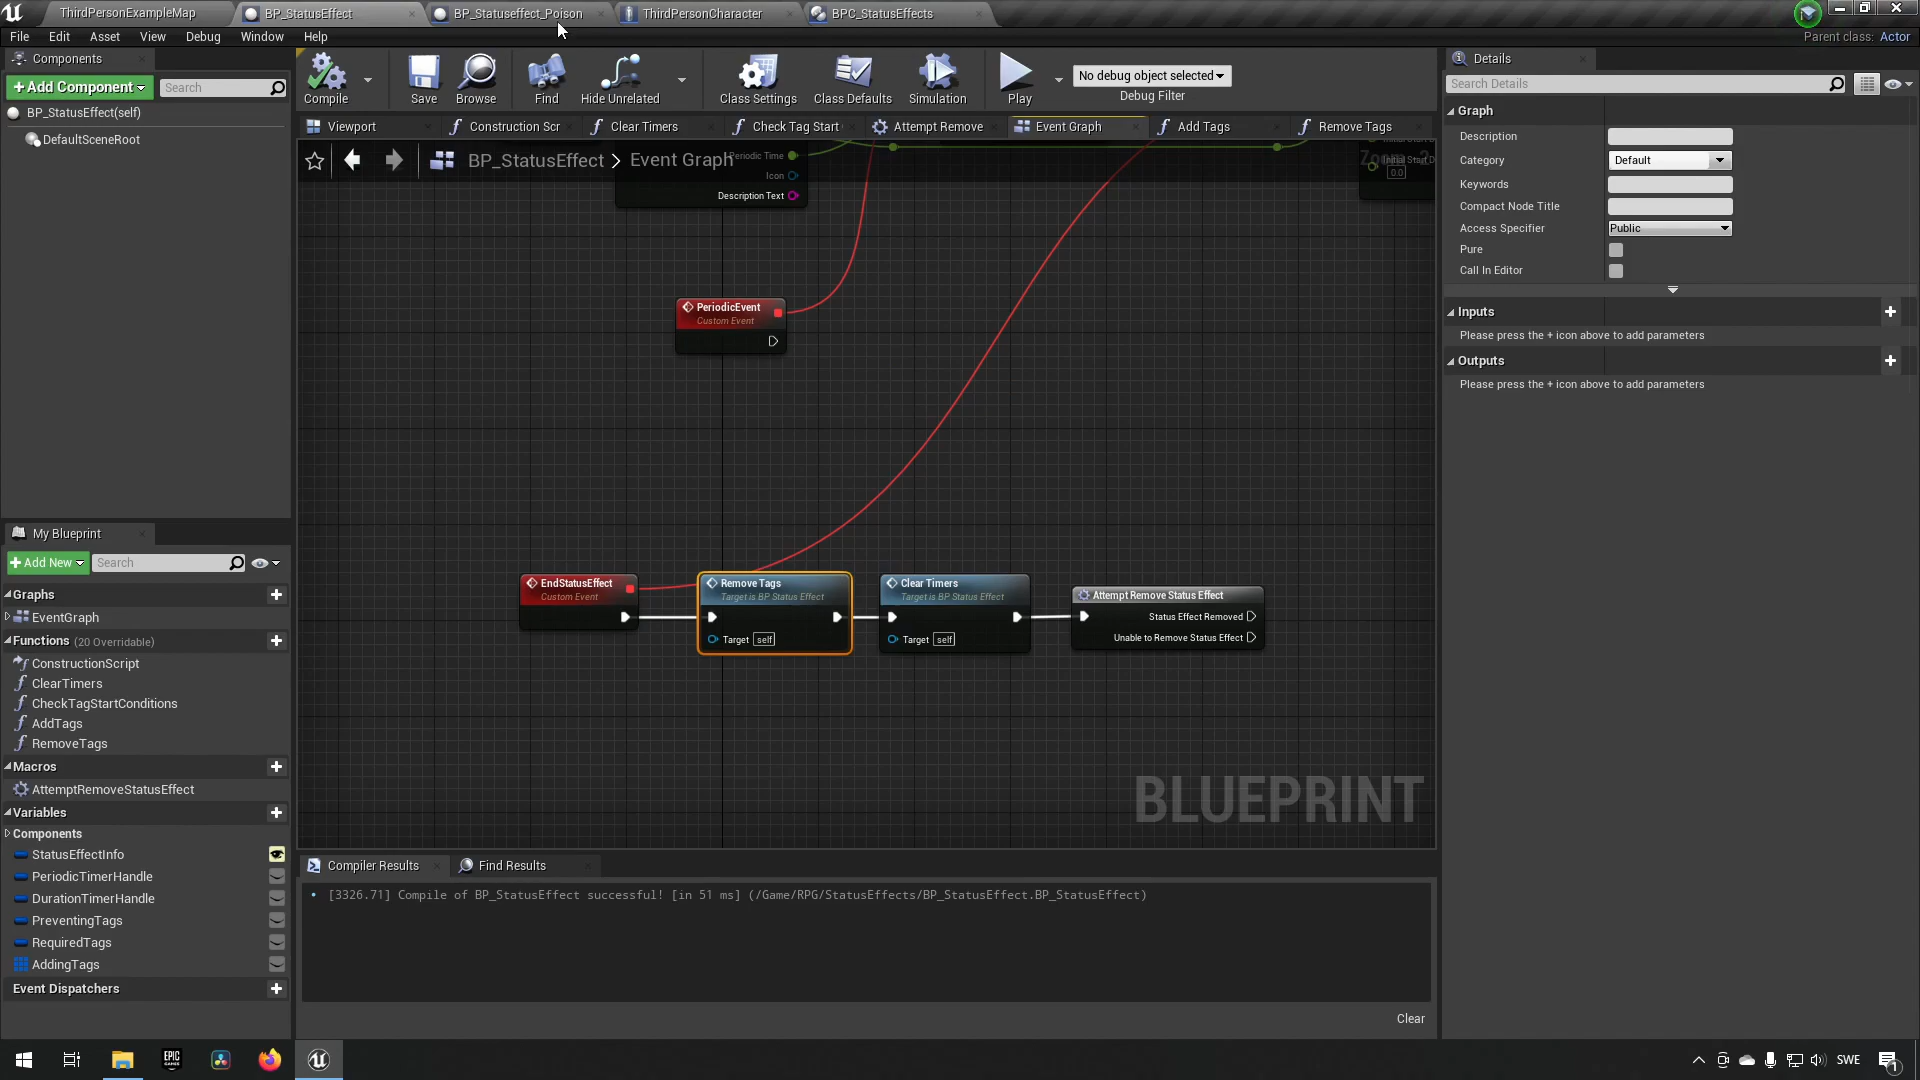 ThirdPersonExampleMap
BP_StatusEffect
BP_Statuseffect_Poison
ThirdPersonCharacter
BPC_StatusEffects
File
Edit
Asset
View
Debug
Window
Help
Parent class: Actor
Components
+Add Component
Search
BP_StatusEffect(self)
DefaultSceneRoot
Compile
Save
Browse
Find
Hide Unrelated
Class Settings
Class Defaults
Simulation
Play
No debug object selected
Debug Filter
Viewport
Construction Scr
Clear Timers
Check Tag Start
Attempt Remove
Event Graph
Add Tags
Remove Tags
BP_StatusEffect > Event Graph
Periodic Time
Icon
Description Text
0.0
PeriodicEvent
Custom Event
EndStatusEffect
Custom Event
Remove Tags
Target is BP Status Effect
Target self
Clear Timers
Target is BP Status Effect
Target self
Attempt Remove Status Effect
Status Effect Removed
Unable to Remove Status Effect
BLUEPRINT
My Blueprint
+Add New
Search
Graphs
EventGraph
Functions (20 Overridable)
ConstructionScript
ClearTimers
CheckTagStartConditions
AddTags
RemoveTags
Macros
AttemptRemoveStatusEffect
Variables
Components
StatusEffectInfo
PeriodicTimerHandle
DurationTimerHandle
PreventingTags
RequiredTags
AddingTags
Event Dispatchers
Compiler Results
Find Results
[3326.71] Compile of BP_StatusEffect successful! [in 51 ms] (/Game/RPG/StatusEffects/BP_StatusEffect.BP_StatusEffect)
Clear
Details
Search Details
Graph
Description
Category
Default
Keywords
Compact Node Title
Access Specifier
Public
Pure
Call In Editor
Inputs
Please press the + icon above to add parameters
Outputs
Please press the + icon above to add parameters
EPIC
GAMES
SWE
1